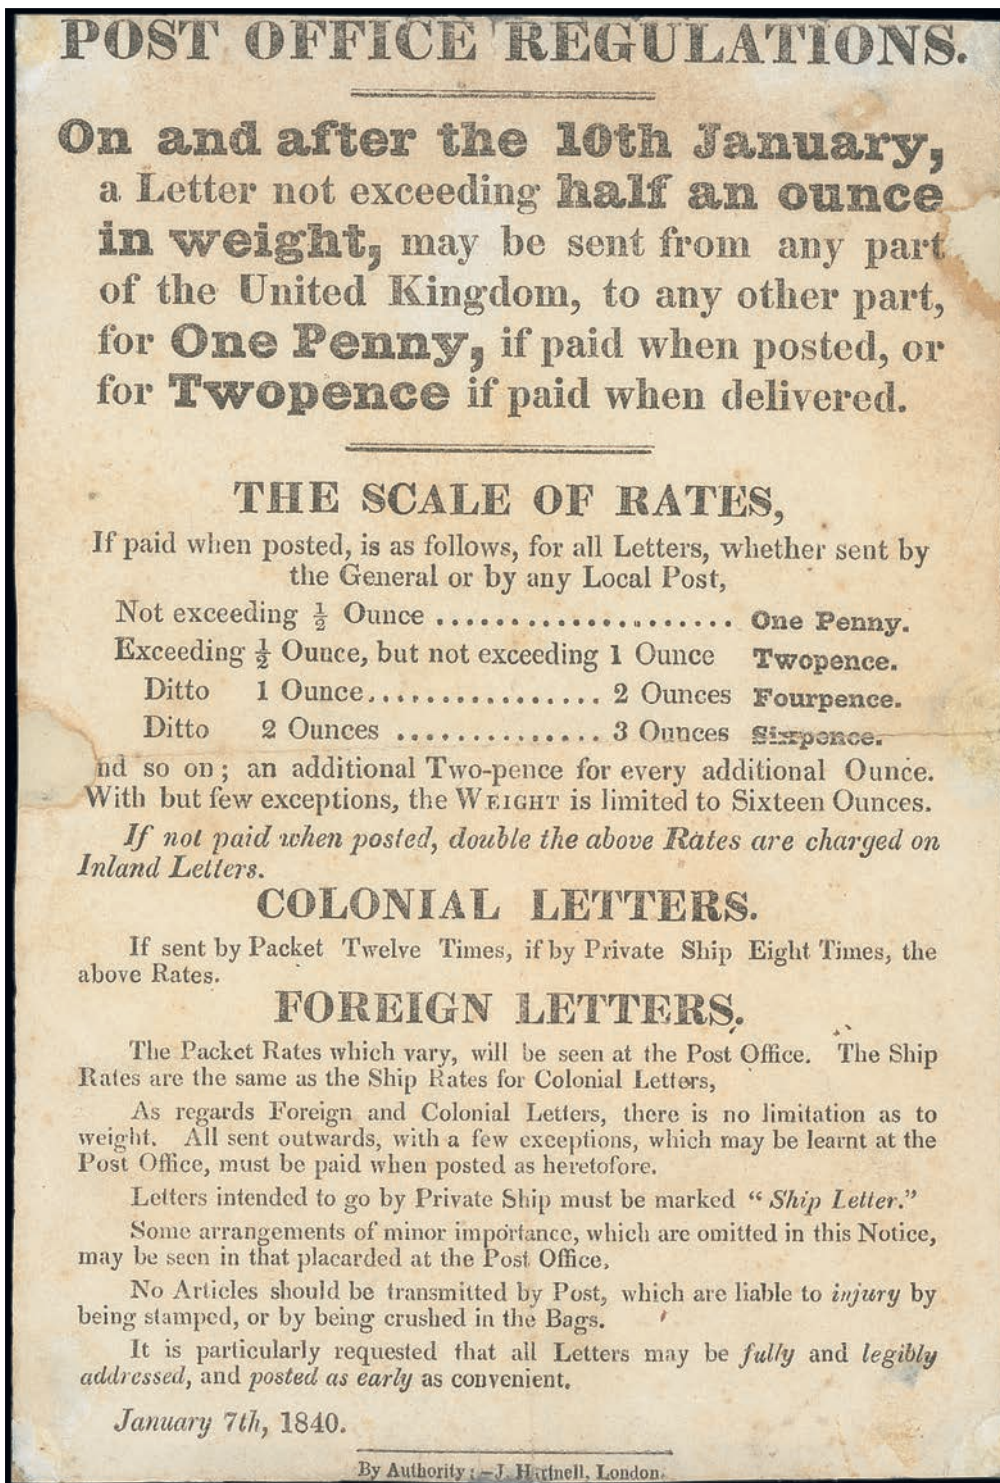 POST OFFICE REGULATIONS.
On and after the 10th January,
a Letter not exceeding half an ounce
in weight, may be sent from any part
of the United Kingdom, to any other part,
for One Penny, if paid when posted, or
for Twopence if paid when delivered.
THE SCALE OF RATES,
If paid when posted, is as follows, for all Letters, whether sent by
the General or by any Local Post,
Not exceeding ½ Ounce ..................... One Penny.
Exceeding ½ Ounce, but not exceeding 1 Ounce Twopence.
Ditto 1 Ounce................. 2 Ounces Fourpence.
Ditto 2 Ounces ............... 3 Ounces Sixpence.
nd so on; an additional Two-pence for every additional Ounce.
With but few exceptions, the WEIGHT is limited to Sixteen Ounces.
If not paid when posted, double the above Rates are charged on
Inland Letters.
COLONIAL LETTERS.
If sent by Packet Twelve Times, if by Private Ship Eight Times, the
above Rates.
FOREIGN LETTERS.
The Packet Rates which vary, will be seen at the Post Office. The Ship
Rates are the same as the Ship Rates for Colonial Letters,
As regards Foreign and Colonial Letters, there is no limitation as to
weight. All sent outwards, with a few exceptions, which may be learnt at the
Post Office, must be paid when posted as heretofore.
Letters intended to go by Private Ship must be marked "Ship Letter."
Some arrangements of minor importance, which are omitted in this Notice,
may be seen in that placarded at the Post Office,
No Articles should be transmitted by Post, which are liable to injury by
being stamped, or by being crushed in the Bags.
It is particularly requested that all Letters may be fully and legibly
addressed, and posted as early as convenient.
January 7th, 1840.
By Authority:—J. Hartnell, London.